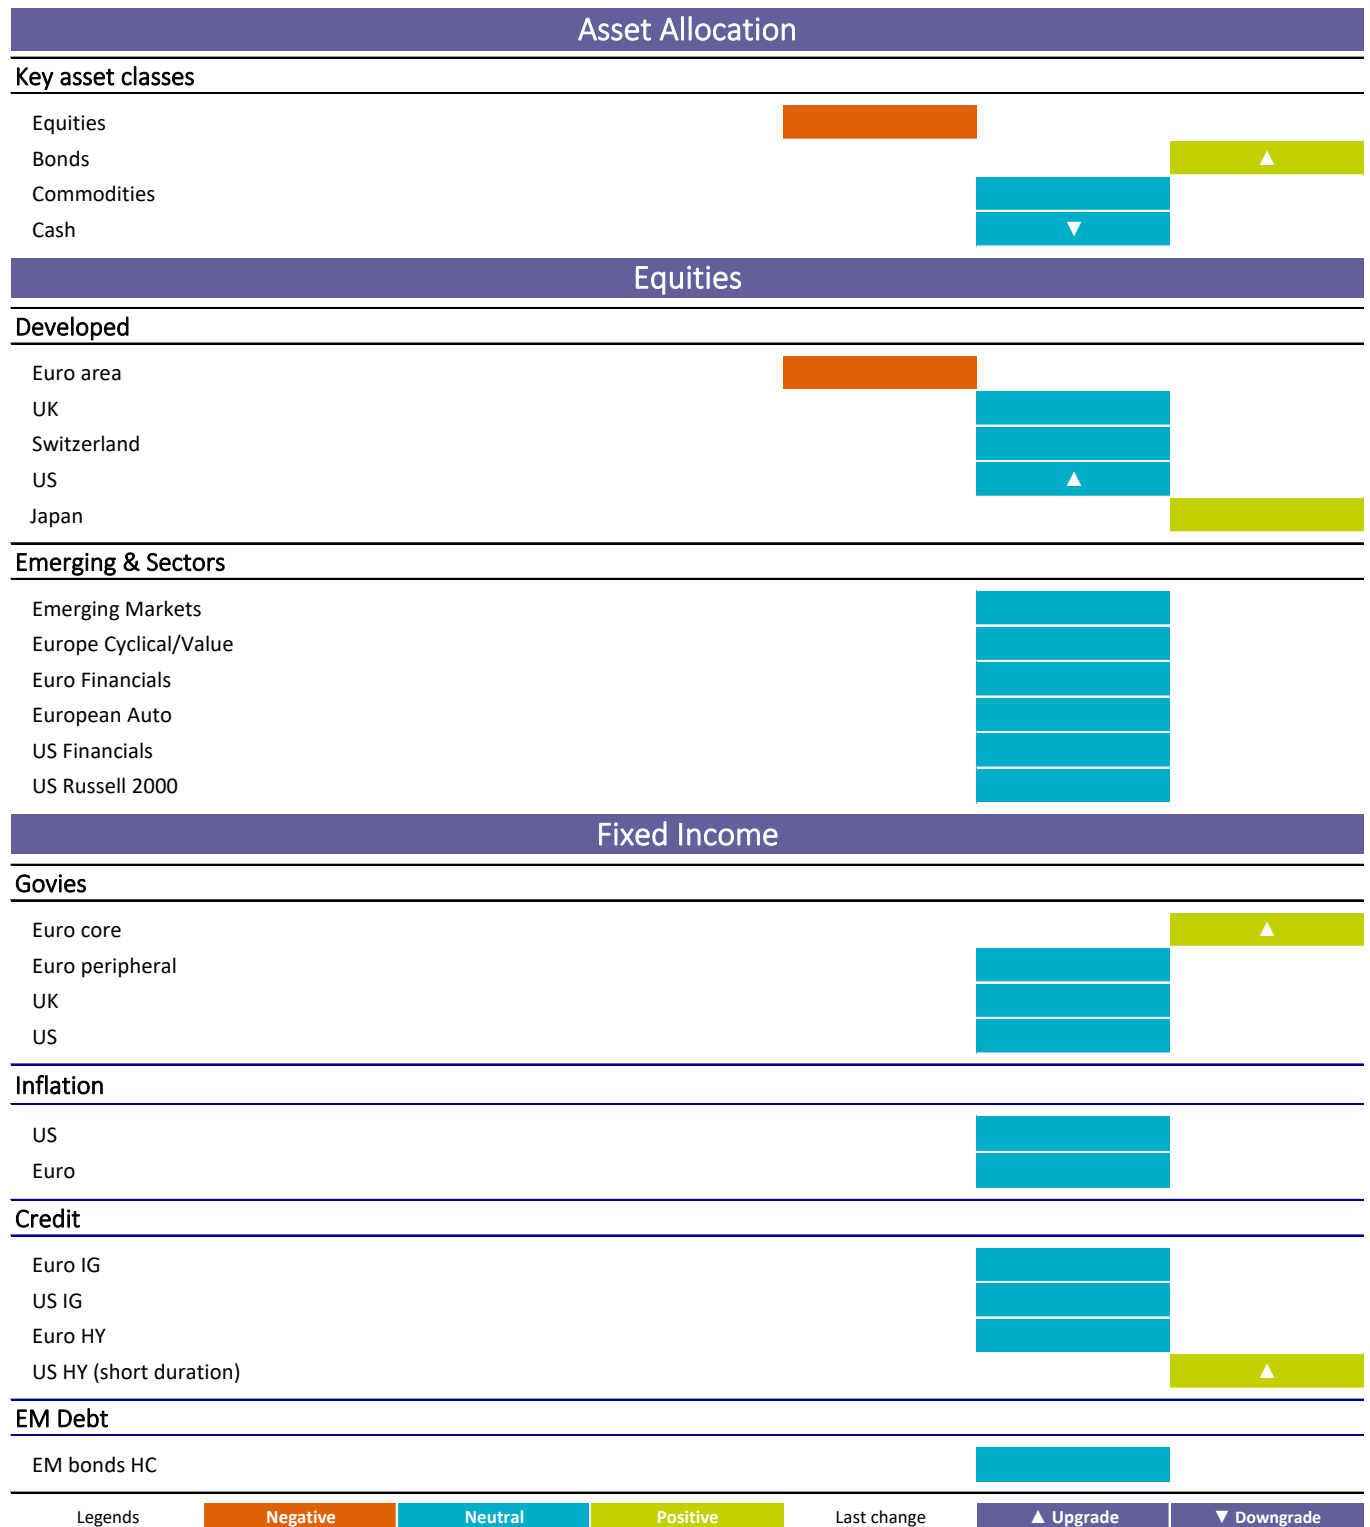 Asset Allocation
Key asset classes
Equities
Bonds ▲
Commodities
Cash ▼
Equities
Developed
Euro area
UK
Switzerland
US ▲
Japan
Emerging & Sectors
Emerging Markets
Europe Cyclical/Value
Euro Financials
European Auto
US Financials
US Russell 2000
Fixed Income
Govies
Euro core ▲
Euro peripheral
UK
US
Inflation
US
Euro
Credit
Euro IG
US IG
Euro HY
US HY (short duration) ▲
EM Debt
EM bonds HC
Legends Negative Neutral Positive Last change ▲ Upgrade ▼ Downgrade